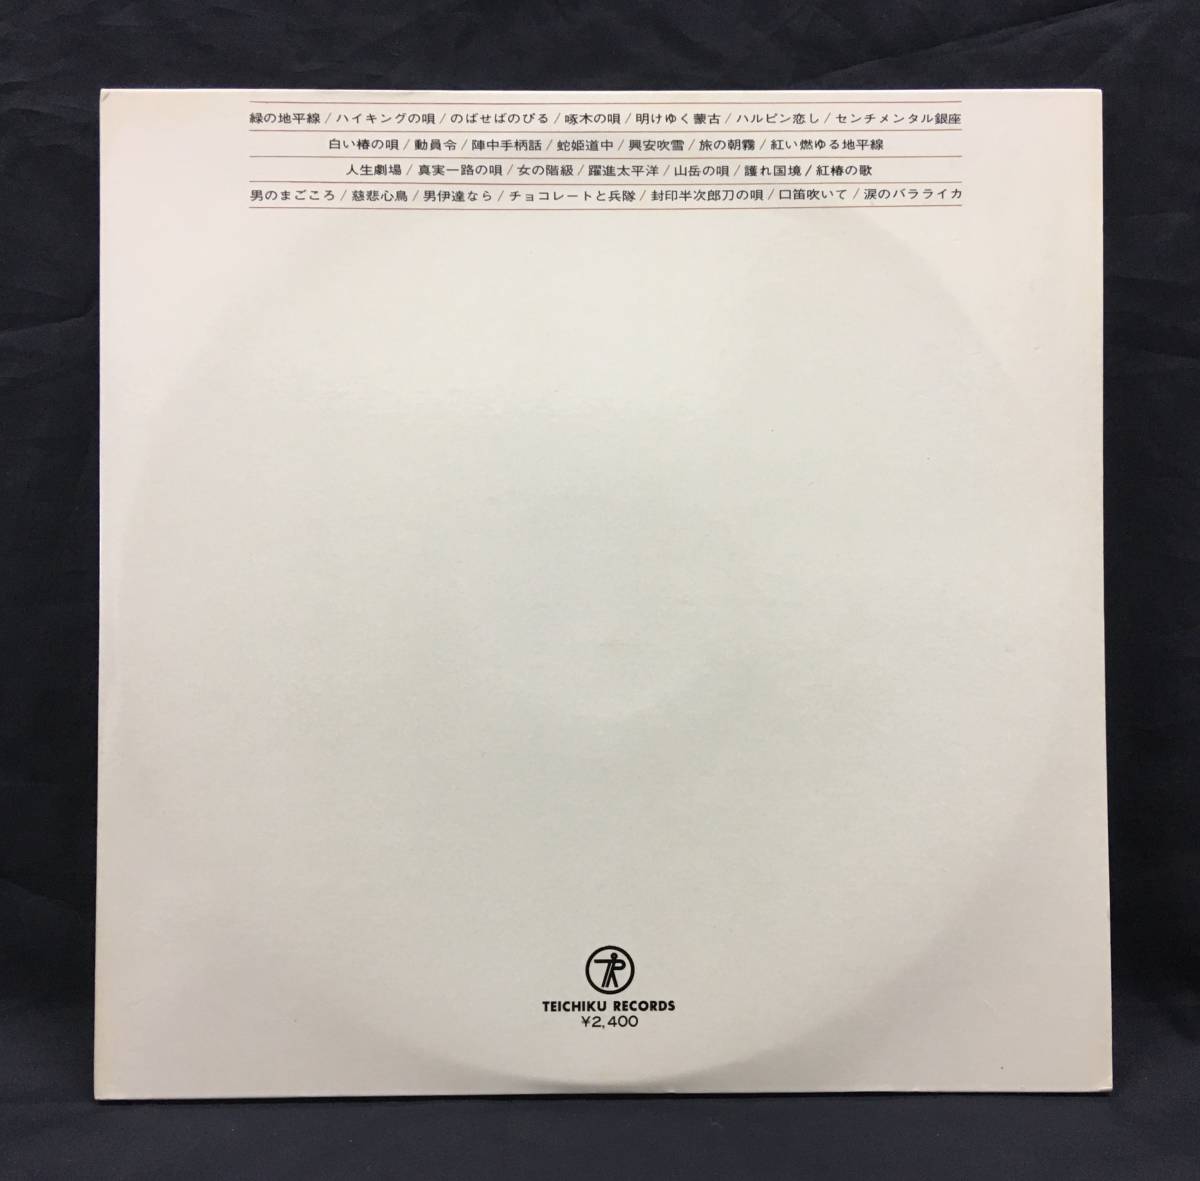 緑の地平線/ハイキングの唄/のばせばのびる/啄木の唄/明けゆく蒙古/ハルビン恋し/センチメンタル銀座
白い椿の唄/動員令/陣中手柄話/蛇姫道中/興安吹雪/旅の朝霧/紅い燃ゆる地平線
人生劇場/真実一路の唄/女の階級/躍進太平洋/山岳の唄/護れ国境/紅椿の歌
男のまごころ/慈悲心鳥/男伊達なら/チョコレートと兵隊/封印半次郎刀の唄/口笛吹いて/涙のバラライカ
TEICHIKU RECORDS
¥2,400